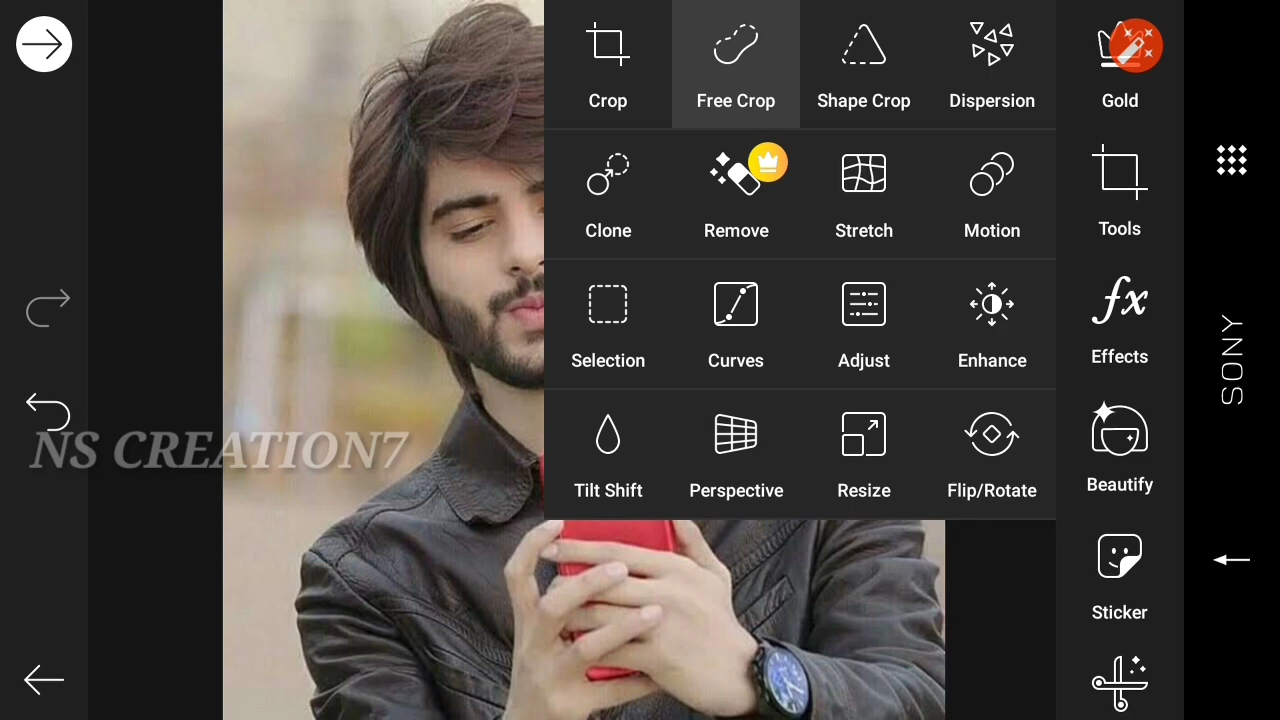 Crop Free Crop Shape Crop Dispersion Gold
Clone Remove Stretch Motion Tools
Selection Curves Adjust Enhance Effects
Tilt Shift Perspective Resize Flip/Rotate Beautify
Sticker
fx
SONY
NS CREATION7